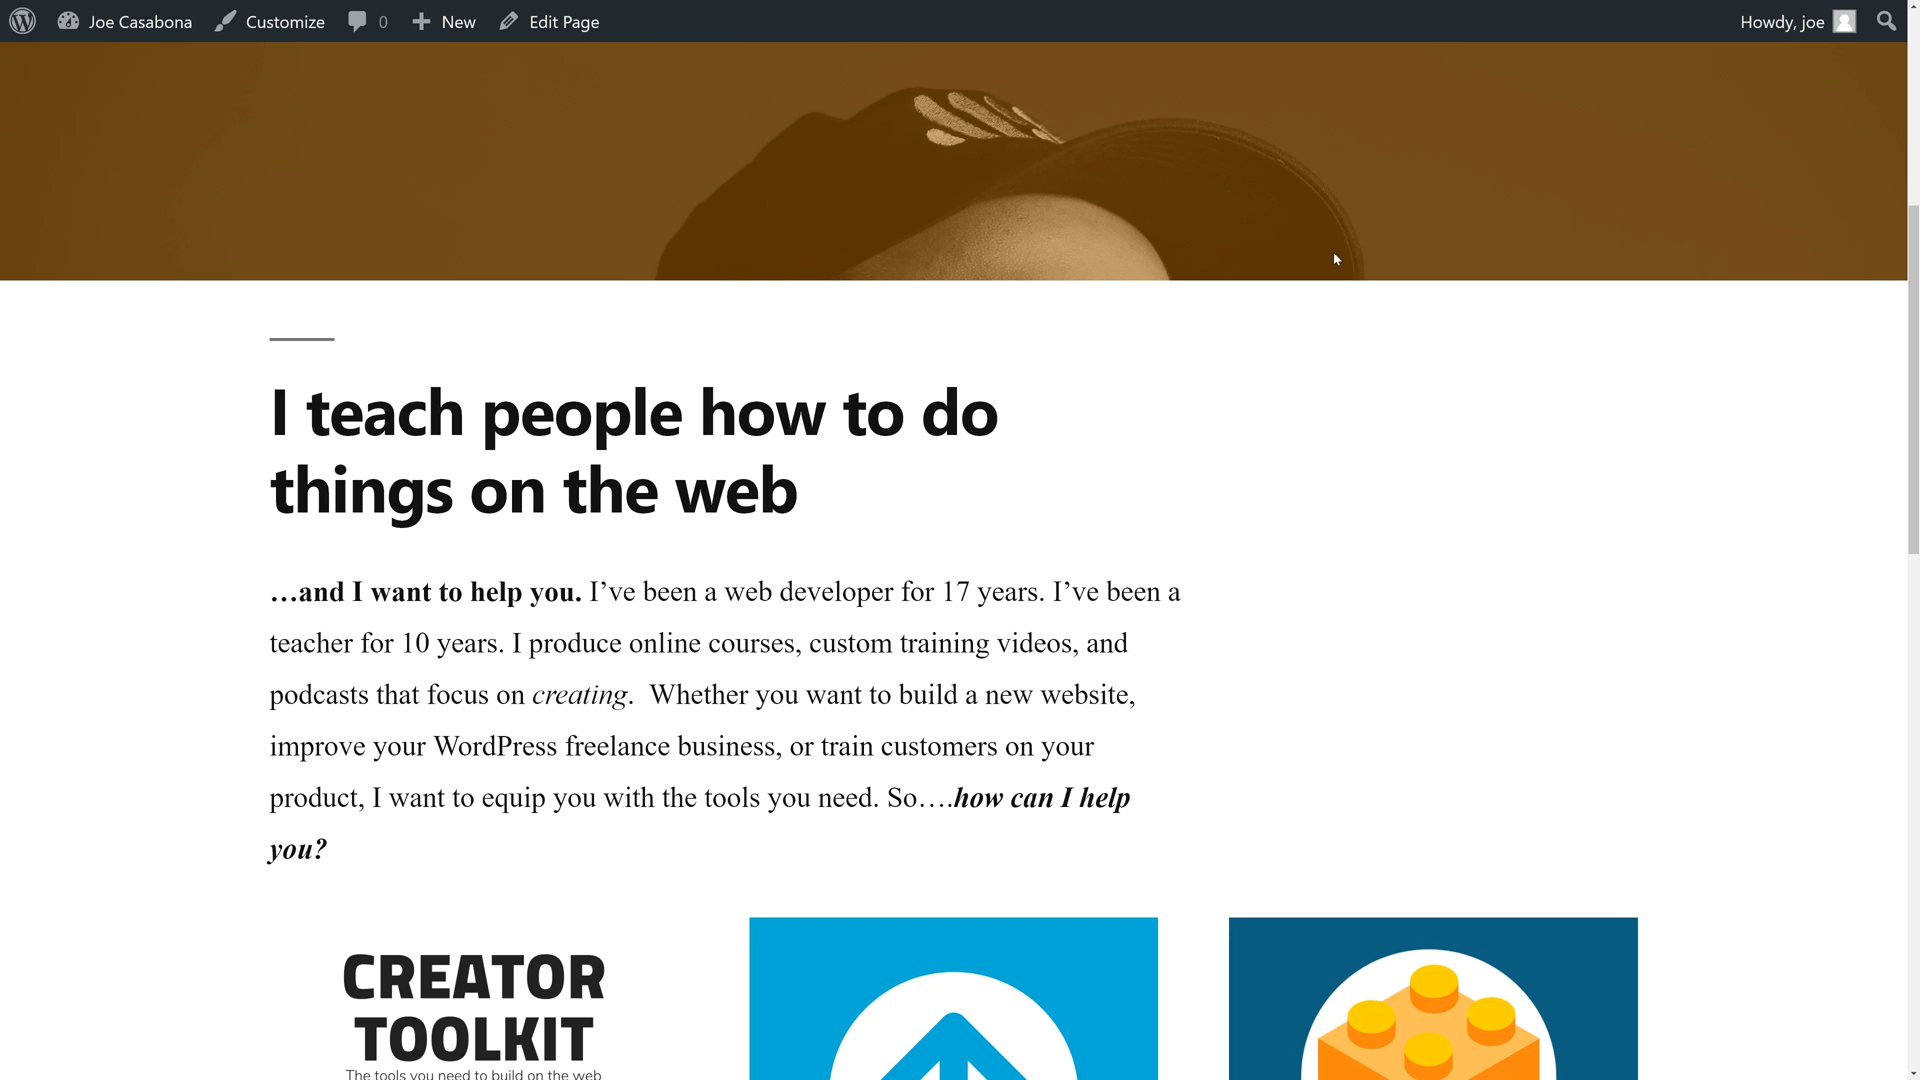 Joe Casabona Customize 0 New Edit Page Howdy, joe
I teach people how to do
things on the web
…and I want to help you. I’ve been a web developer for 17 years. I’ve been a
teacher for 10 years. I produce online courses, custom training videos, and
podcasts that focus on creating.  Whether you want to build a new website,
improve your WordPress freelance business, or train customers on your
product, I want to equip you with the tools you need. So….how can I help
you?
CREATOR
TOOLKIT
The tools you need to build on the web